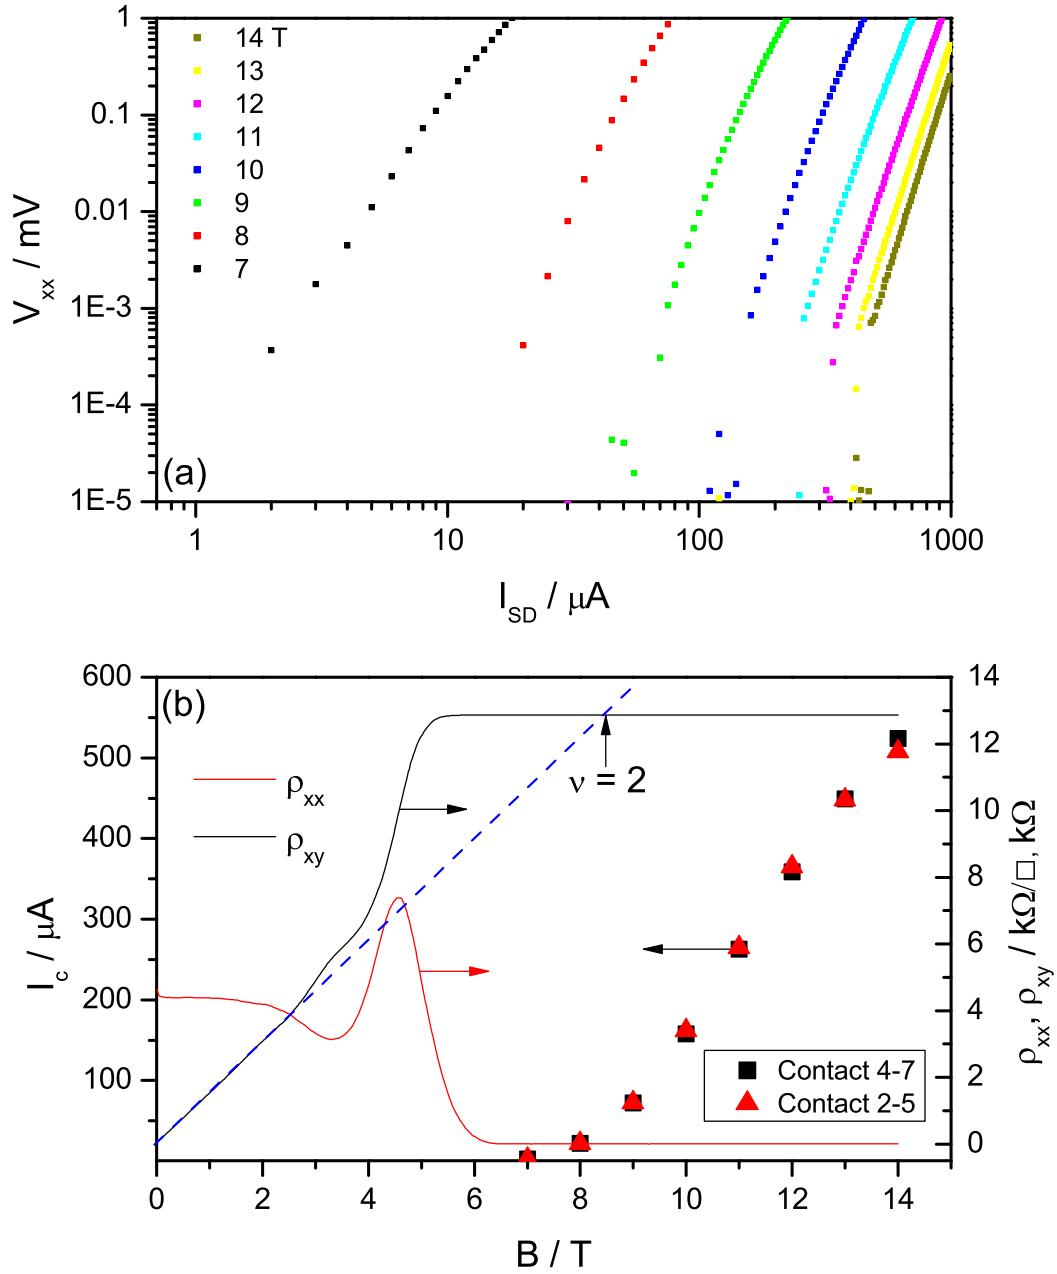 1
0.1
0.01
1E-3
1E-4
1E-5
V_xx / mV
14 T
13
12
11
10
9
8
7
(a)
1
10
100
1000
I_SD / μA
600
500
400
300
200
100
I_c / μA
(b)
ρ_xx
ρ_xy
ν = 2
14
12
10
8
6
4
2
0
ρ_xx, ρ_xy / kΩ/□, kΩ
Contact 4-7
Contact 2-5
0
2
4
6
8
10
12
14
B / T